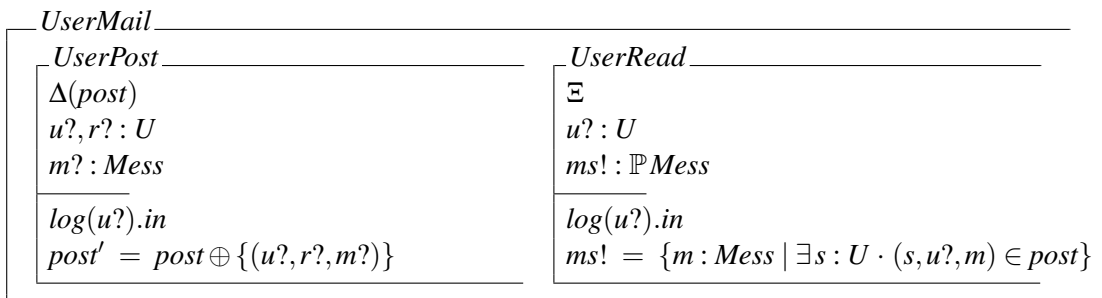 UserMail
UserPost
Δ(post)
u?, r? : U
m? : Mess
log(u?).in
post′ = post ⊕ {(u?, r?, m?)}
UserRead
Ξ
u? : U
ms! : ℙ Mess
log(u?).in
ms! = {m : Mess | ∃ s : U · (s, u?, m) ∈ post}